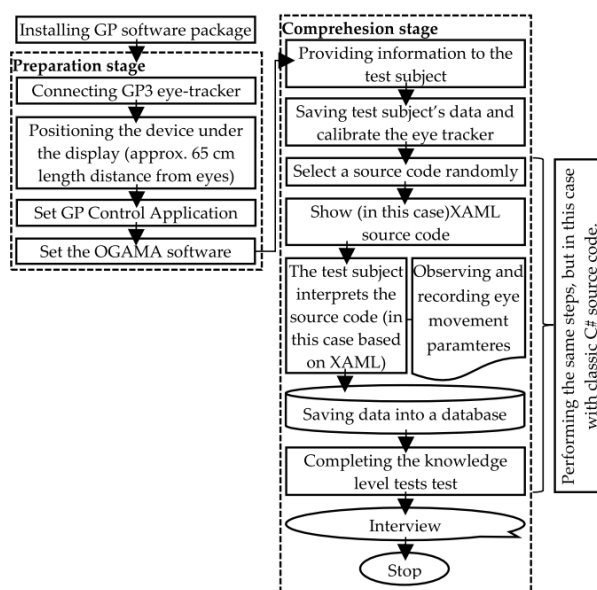 Installing GP software package
Preparation stage
Connecting GP3 eye-tracker
Positioning the device under
the display (approx. 65 cm
length distance from eyes)
Set GP Control Application
Set the OGAMA software
Comprehesion stage
Providing information to the
test subject
Saving test subject's data and
calibrate the eye tracker
Select a source code randomly
Show (in this case)XAML
source code
The test subject
interprets the
source code (in
this case based
on XAML)
Observing and
recording eye
movement
paramteres
Saving data into a database
Completing the knowledge
level tests test
Interview
Stop
Performing the same steps, but in this case
with classic C# source code.